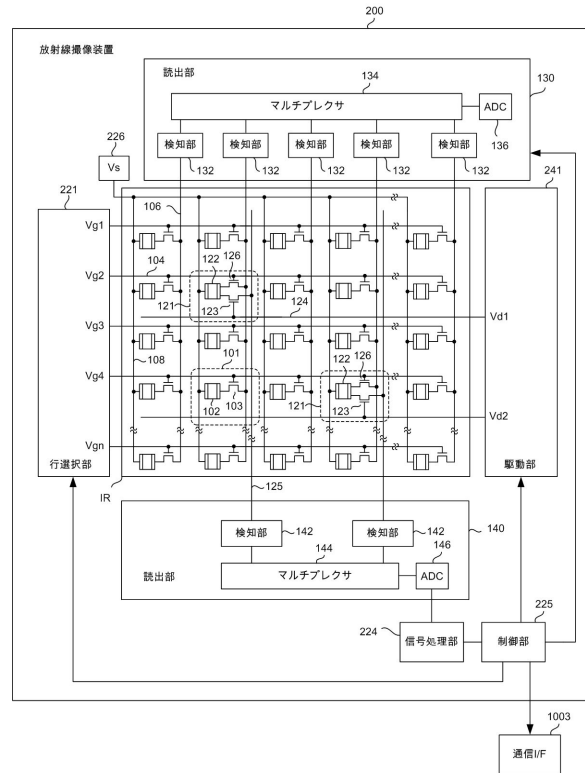 200
放射線撮像装置
読出部
134
マルチプレクサ
ADC
136
130
検知部
検知部
検知部
検知部
検知部
132
132
132
132
132
226
Vs
221
241
106
Vg1
104
122
126
Vg2
121
123
124
Vd1
Vg3
108
101
122
126
Vg4
102
103
121
123
Vd2
Vgn
行選択部
駆動部
IR
125
検知部
142
検知部
142
140
144
146
マルチプレクサ
ADC
読出部
224
信号処理部
225
制御部
1003
通信I/F